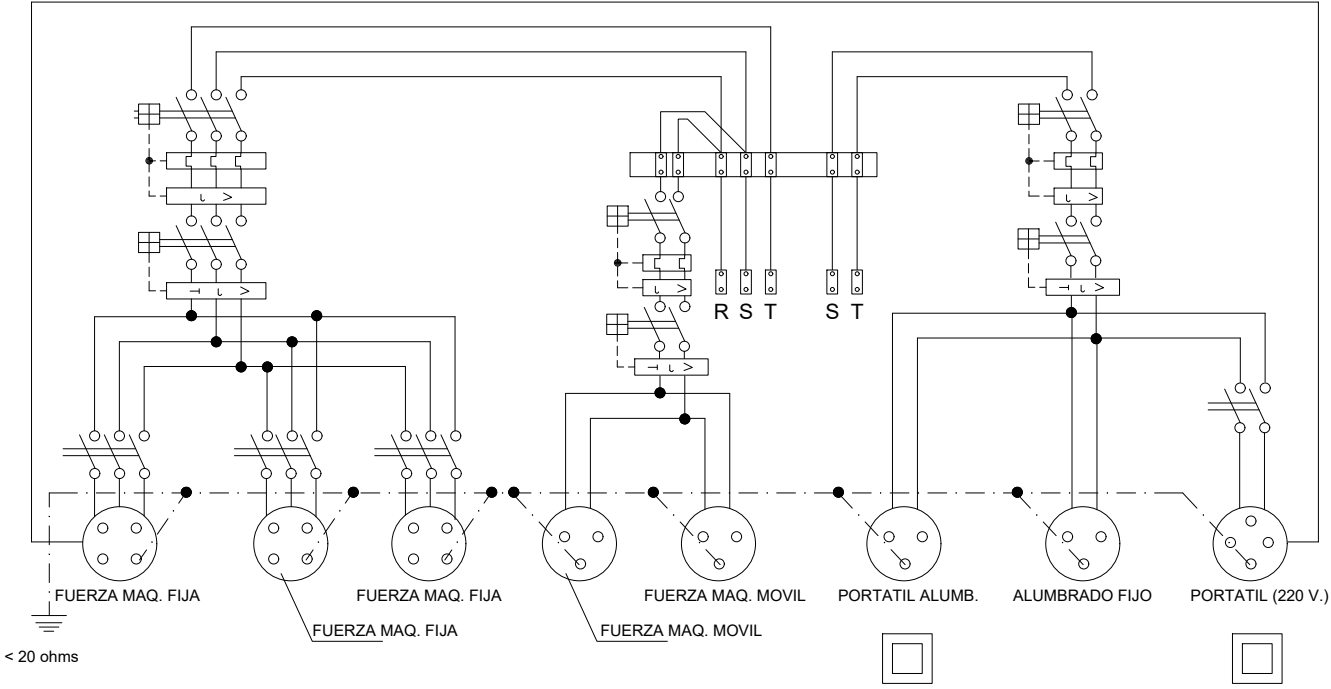 R S T S T
FUERZA MAQ. FIJA
FUERZA MAQ. FIJA
FUERZA MAQ. MOVIL
PORTATIL ALUMB.
ALUMBRADO FIJO
PORTATIL (220 V.)
FUERZA MAQ. FIJA
FUERZA MAQ. MOVIL
< 20 ohms